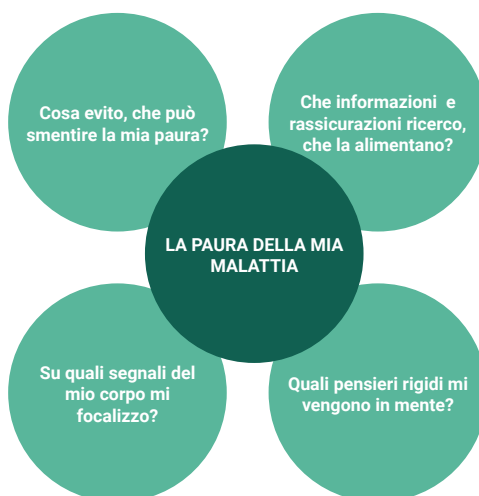 Cosa evito, che può
smentire la mia paura?
Che informazioni e
rassicurazioni ricerco,
che la alimentano?
LA PAURA DELLA MIA
MALATTIA
Su quali segnali del
mio corpo mi
focalizzo?
Quali pensieri rigidi mi
vengono in mente?